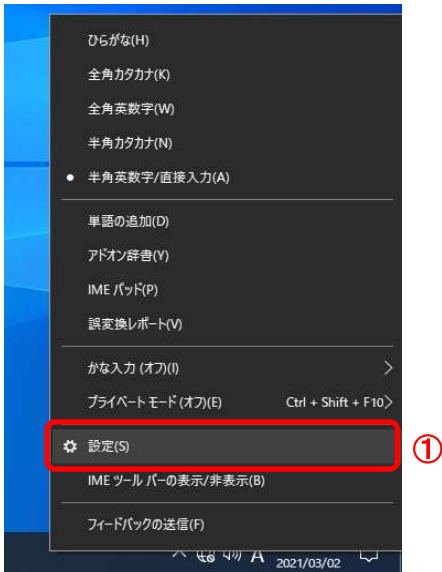 ひらがな(H)
全角カタカナ(K)
全角英数字(W)
半角カタカナ(N)
● 半角英数字/直接入力(A)
単語の追加(D)
アドオン辞書(Y)
IME パッド(P)
誤変換レポート(V)
かな入力 (オフ)(I)
プライベート モード (オフ)(E) Ctrl + Shift + F10
設定(S) ①
IME ツール バーの表示/非表示(B)
フィードバックの送信(F)
A
2021/03/02